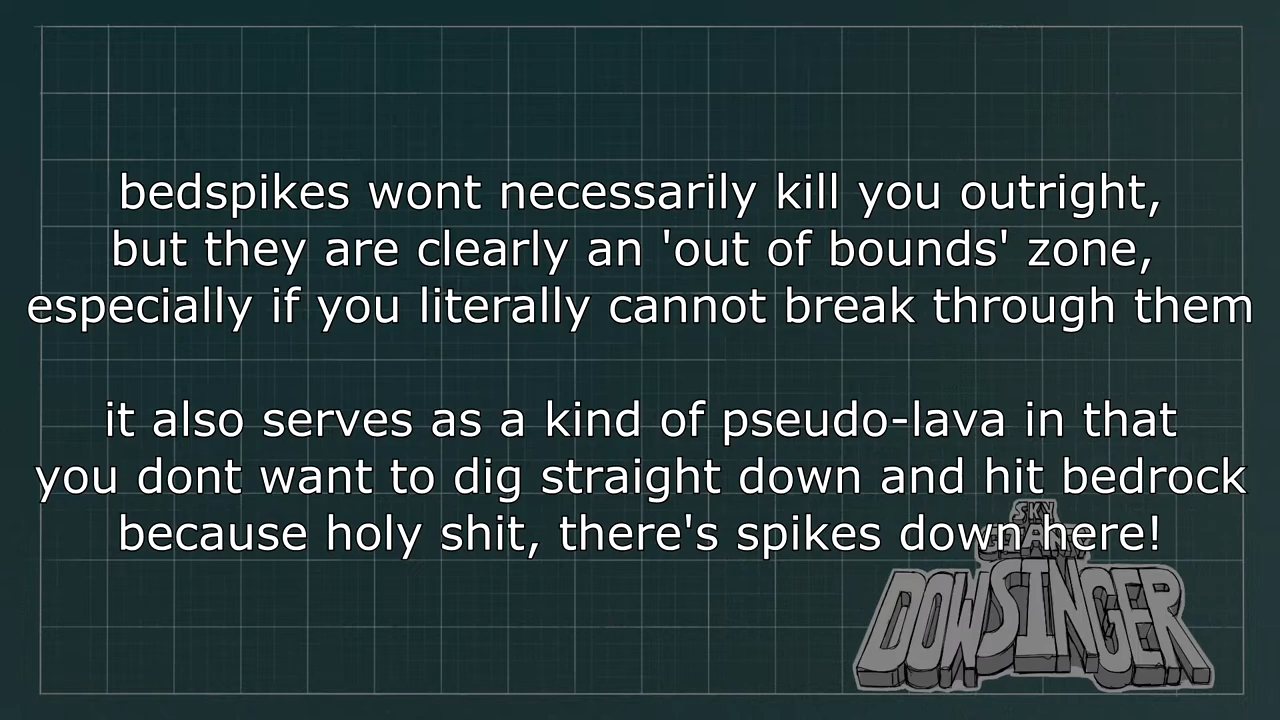 bedspikes wont necessarily kill you outright,
but they are clearly an 'out of bounds' zone,
especially if you literally cannot break through them
it also serves as a kind of pseudo-lava in that
you dont want to dig straight down and hit bedrock
because holy shit, there's spikes down here!
SKY
DOWSINGER